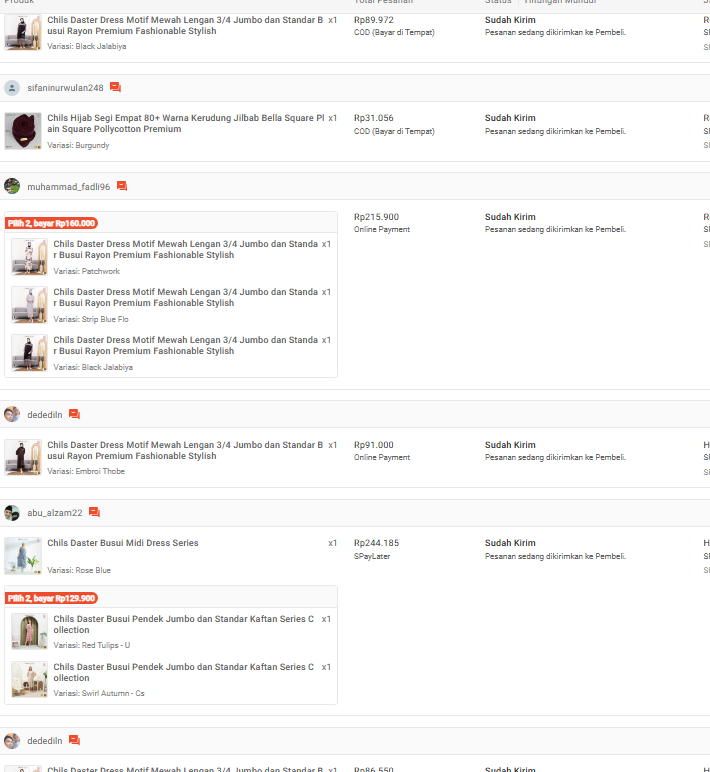 Produk Total Pesanan Status Hitungan Mundur
Chils Daster Dress Motif Mewah Lengan 3/4 Jumbo dan Standar B x1 Rp89.972 Sudah Kirim
usui Rayon Premium Fashionable Stylish COD (Bayar di Tempat) Pesanan sedang dikirimkan ke Pembeli.
Variasi: Black Jalabiya
sifaninurwulan248
Chils Hijab Segi Empat 80+ Warna Kerudung Jilbab Bella Square Pl x1 Rp31.056 Sudah Kirim
ain Square Pollycotton Premium COD (Bayar di Tempat) Pesanan sedang dikirimkan ke Pembeli.
Variasi: Burgundy
muhammad_fadli96
Pilih 2, bayar Rp160.000 Rp215.900 Sudah Kirim
Online Payment Pesanan sedang dikirimkan ke Pembeli.
Chils Daster Dress Motif Mewah Lengan 3/4 Jumbo dan Standa x1
r Busui Rayon Premium Fashionable Stylish
Variasi: Patchwork
Chils Daster Dress Motif Mewah Lengan 3/4 Jumbo dan Standa x1
r Busui Rayon Premium Fashionable Stylish
Variasi: Strip Blue Flo
Chils Daster Dress Motif Mewah Lengan 3/4 Jumbo dan Standa x1
r Busui Rayon Premium Fashionable Stylish
Variasi: Black Jalabiya
dedediln
Chils Daster Dress Motif Mewah Lengan 3/4 Jumbo dan Standar B x1 Rp91.000 Sudah Kirim
usui Rayon Premium Fashionable Stylish Online Payment Pesanan sedang dikirimkan ke Pembeli.
Variasi: Embroi Thobe
abu_alzam22
Chils Daster Busui Midi Dress Series x1 Rp244.185 Sudah Kirim
SPayLater Pesanan sedang dikirimkan ke Pembeli.
Variasi: Rose Blue
Pilih 2, bayar Rp129.900
Chils Daster Busui Pendek Jumbo dan Standar Kaftan Series C x1
ollection
Variasi: Red Tulips - U
Chils Daster Busui Pendek Jumbo dan Standar Kaftan Series C x1
ollection
Variasi: Swirl Autumn - Cs
dedediln
Chils Daster Dress Motif Mewah Lengan 3/4 Jumbo dan Standar B x1 Rp86.550 Sudah Kirim